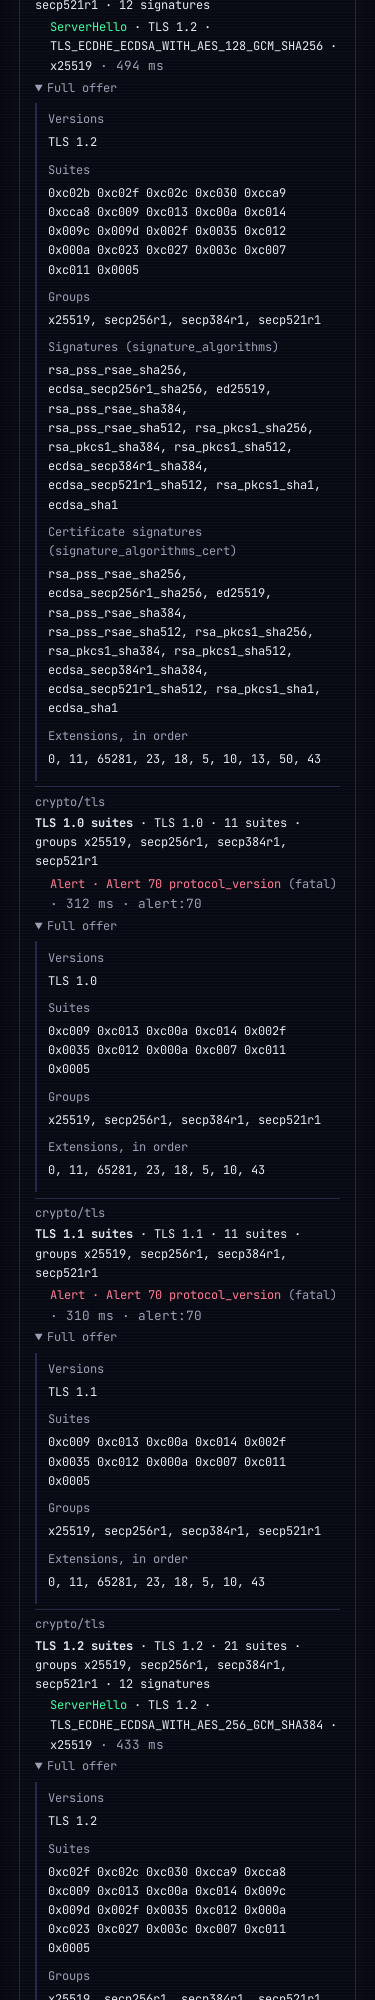 secp521r1 · 12 signatures
ServerHello · TLS 1.2 ·
TLS_ECDHE_ECDSA_WITH_AES_128_GCM_SHA256 ·
x25519 · 494 ms
▼ Full offer
Versions
TLS 1.2
Suites
0xc02b 0xc02f 0xc02c 0xc030 0xcca9
0xcca8 0xc009 0xc013 0xc00a 0xc014
0x009c 0x009d 0x002f 0x0035 0xc012
0x000a 0xc023 0xc027 0x003c 0xc007
0xc011 0x0005
Groups
x25519, secp256r1, secp384r1, secp521r1
Signatures (signature_algorithms)
rsa_pss_rsae_sha256,
ecdsa_secp256r1_sha256, ed25519,
rsa_pss_rsae_sha384,
rsa_pss_rsae_sha512, rsa_pkcs1_sha256,
rsa_pkcs1_sha384, rsa_pkcs1_sha512,
ecdsa_secp384r1_sha384,
ecdsa_secp521r1_sha512, rsa_pkcs1_sha1,
ecdsa_sha1
Certificate signatures
(signature_algorithms_cert)
rsa_pss_rsae_sha256,
ecdsa_secp256r1_sha256, ed25519,
rsa_pss_rsae_sha384,
rsa_pss_rsae_sha512, rsa_pkcs1_sha256,
rsa_pkcs1_sha384, rsa_pkcs1_sha512,
ecdsa_secp384r1_sha384,
ecdsa_secp521r1_sha512, rsa_pkcs1_sha1,
ecdsa_sha1
Extensions, in order
0, 11, 65281, 23, 18, 5, 10, 13, 50, 43
crypto/tls
TLS 1.0 suites · TLS 1.0 · 11 suites ·
groups x25519, secp256r1, secp384r1,
secp521r1
Alert · Alert 70 protocol_version (fatal)
· 312 ms · alert:70
▼ Full offer
Versions
TLS 1.0
Suites
0xc009 0xc013 0xc00a 0xc014 0x002f
0x0035 0xc012 0x000a 0xc007 0xc011
0x0005
Groups
x25519, secp256r1, secp384r1, secp521r1
Extensions, in order
0, 11, 65281, 23, 18, 5, 10, 43
crypto/tls
TLS 1.1 suites · TLS 1.1 · 11 suites ·
groups x25519, secp256r1, secp384r1,
secp521r1
Alert · Alert 70 protocol_version (fatal)
· 310 ms · alert:70
▼ Full offer
Versions
TLS 1.1
Suites
0xc009 0xc013 0xc00a 0xc014 0x002f
0x0035 0xc012 0x000a 0xc007 0xc011
0x0005
Groups
x25519, secp256r1, secp384r1, secp521r1
Extensions, in order
0, 11, 65281, 23, 18, 5, 10, 43
crypto/tls
TLS 1.2 suites · TLS 1.2 · 21 suites ·
groups x25519, secp256r1, secp384r1,
secp521r1 · 12 signatures
ServerHello · TLS 1.2 ·
TLS_ECDHE_ECDSA_WITH_AES_256_GCM_SHA384 ·
x25519 · 433 ms
▼ Full offer
Versions
TLS 1.2
Suites
0xc02f 0xc02c 0xc030 0xcca9 0xcca8
0xc009 0xc013 0xc00a 0xc014 0x009c
0x009d 0x002f 0x0035 0xc012 0x000a
0xc023 0xc027 0x003c 0xc007 0xc011
0x0005
Groups
x25519, secp256r1, secp384r1, secp521r1